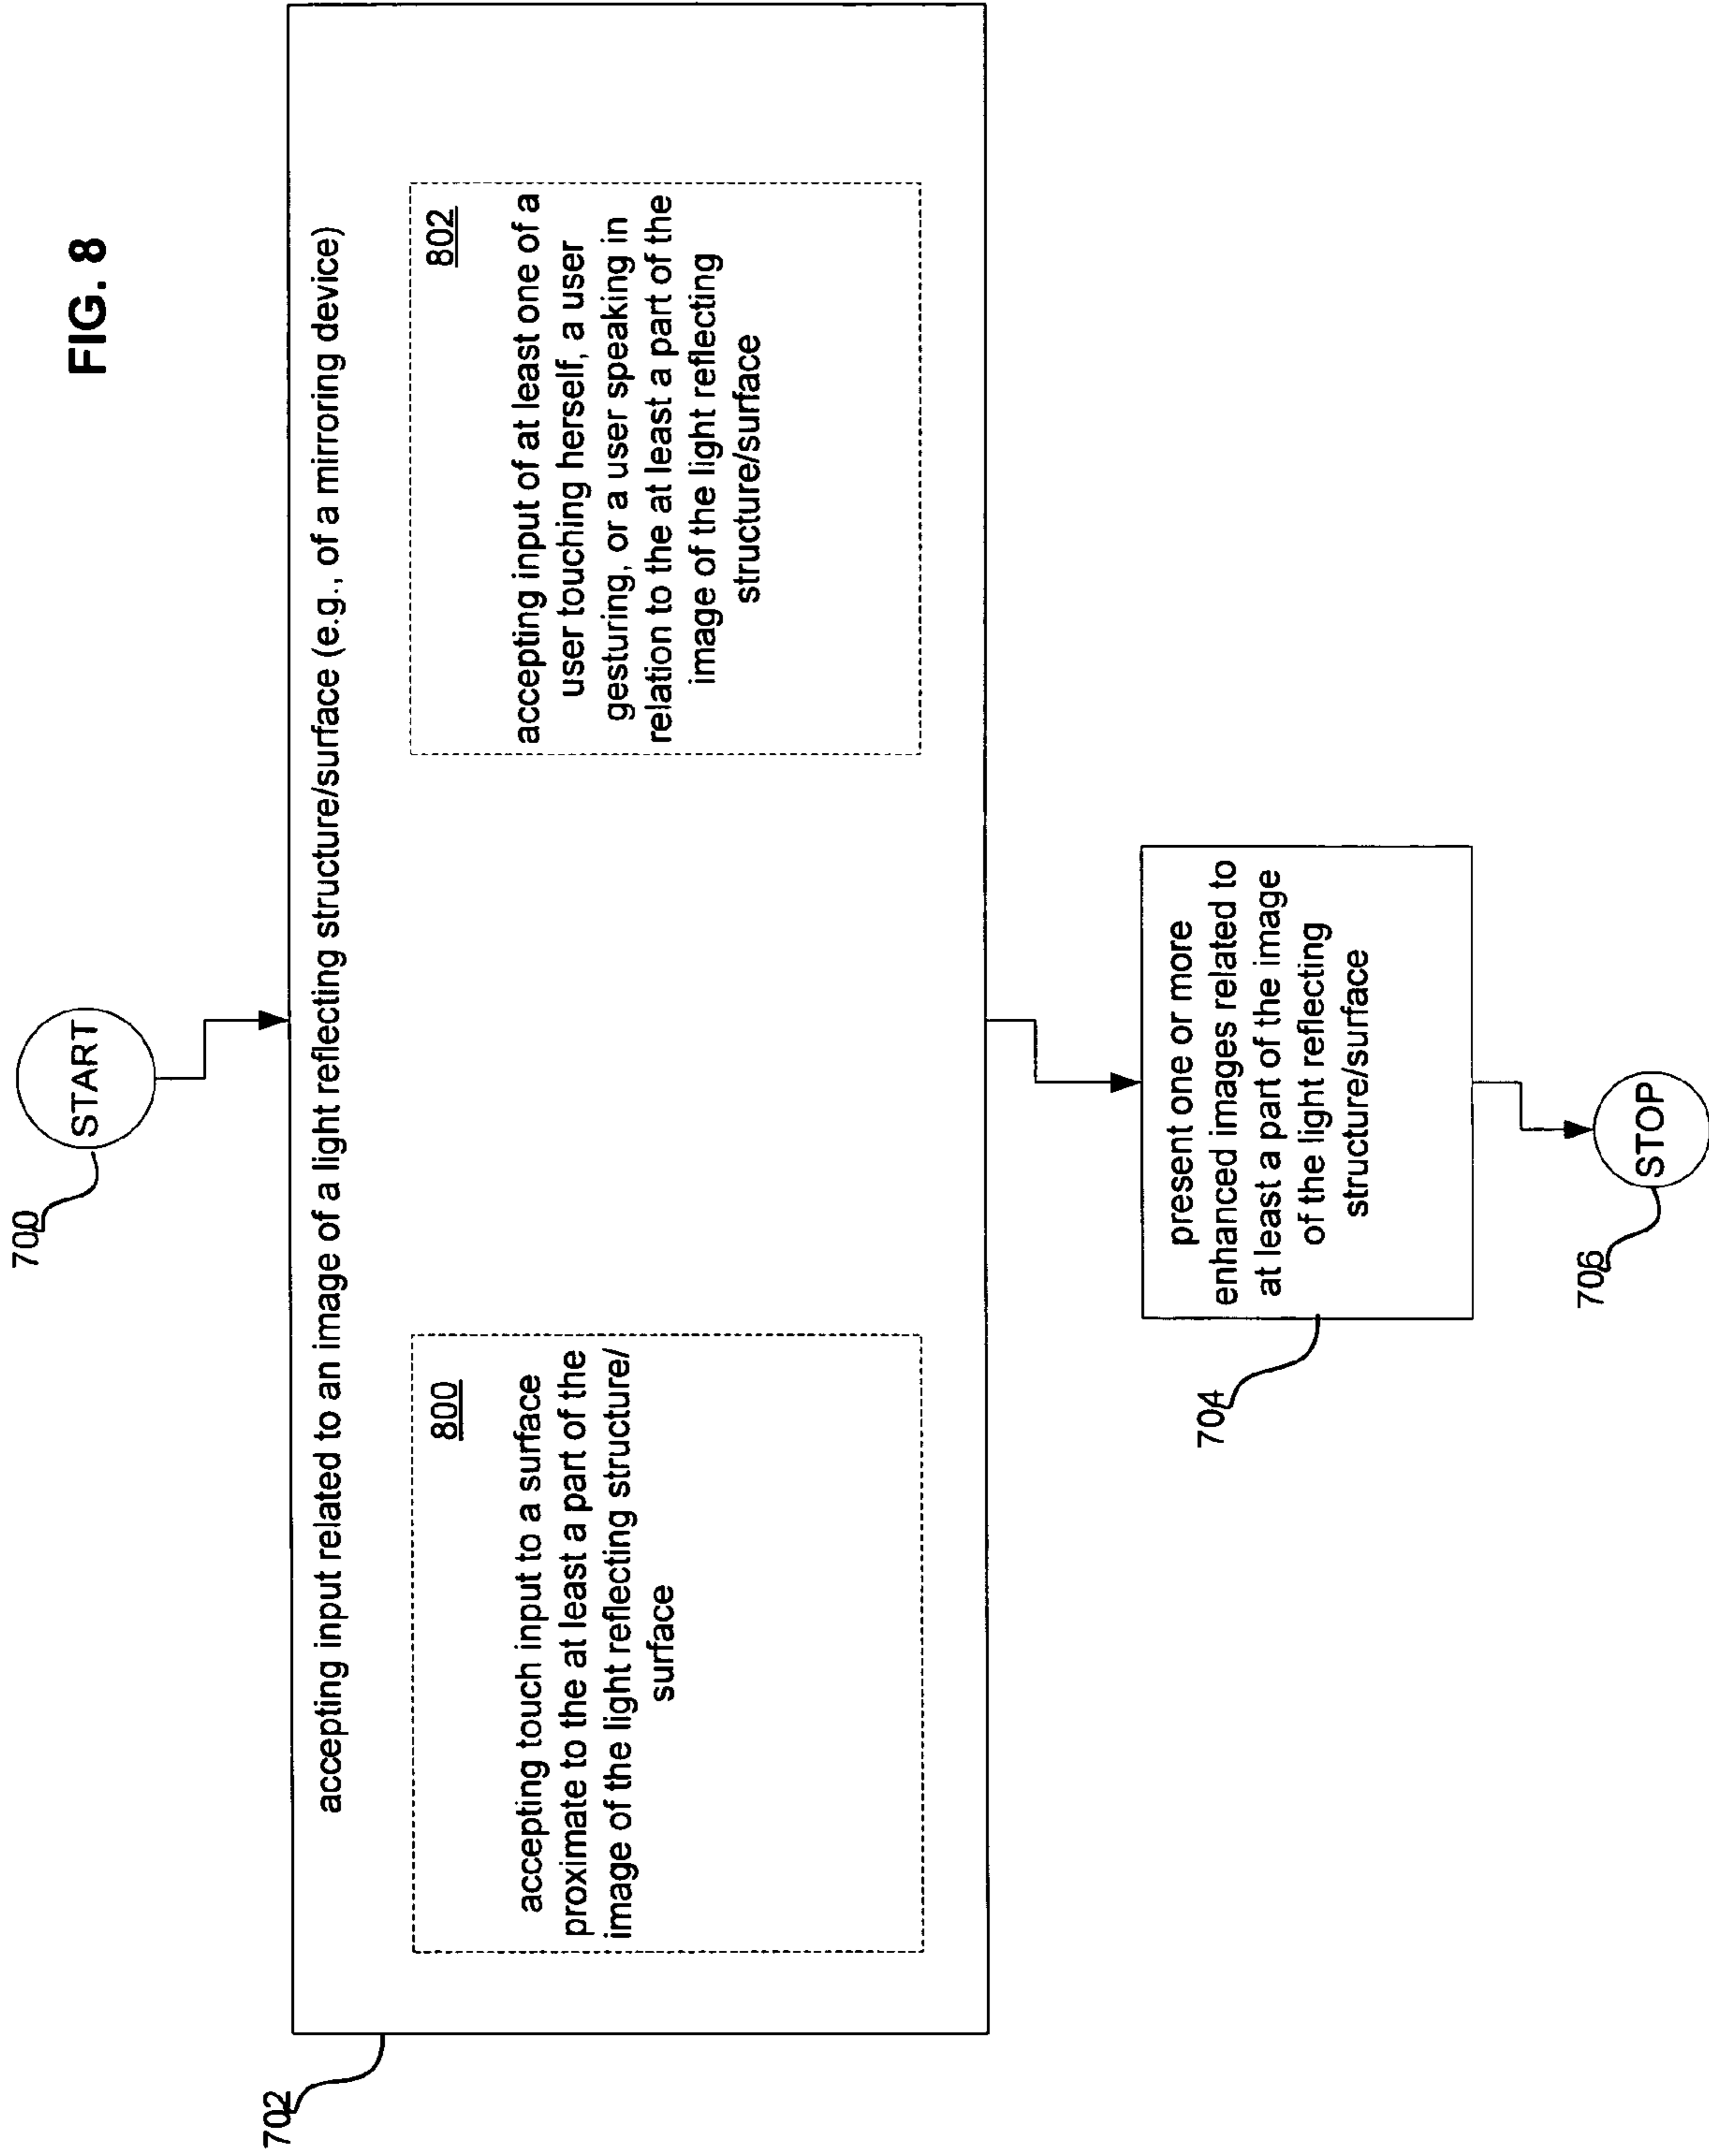 FIG. 8
700
START
702
accepting input related to an image of a light reflecting structure/surface (e.g., of a mirroring device)
800
accepting touch input to a surface
proximate to the at least a part of the
image of the light reflecting structure/
surface
802
accepting input of at least one of a
user touching herself, a user
gesturing, or a user speaking in
relation to the at least a part of the
image of the light reflecting
structure/surface
704
present one or more
enhanced images related to
at least a part of the image
of the light reflecting
structure/surface
706
STOP